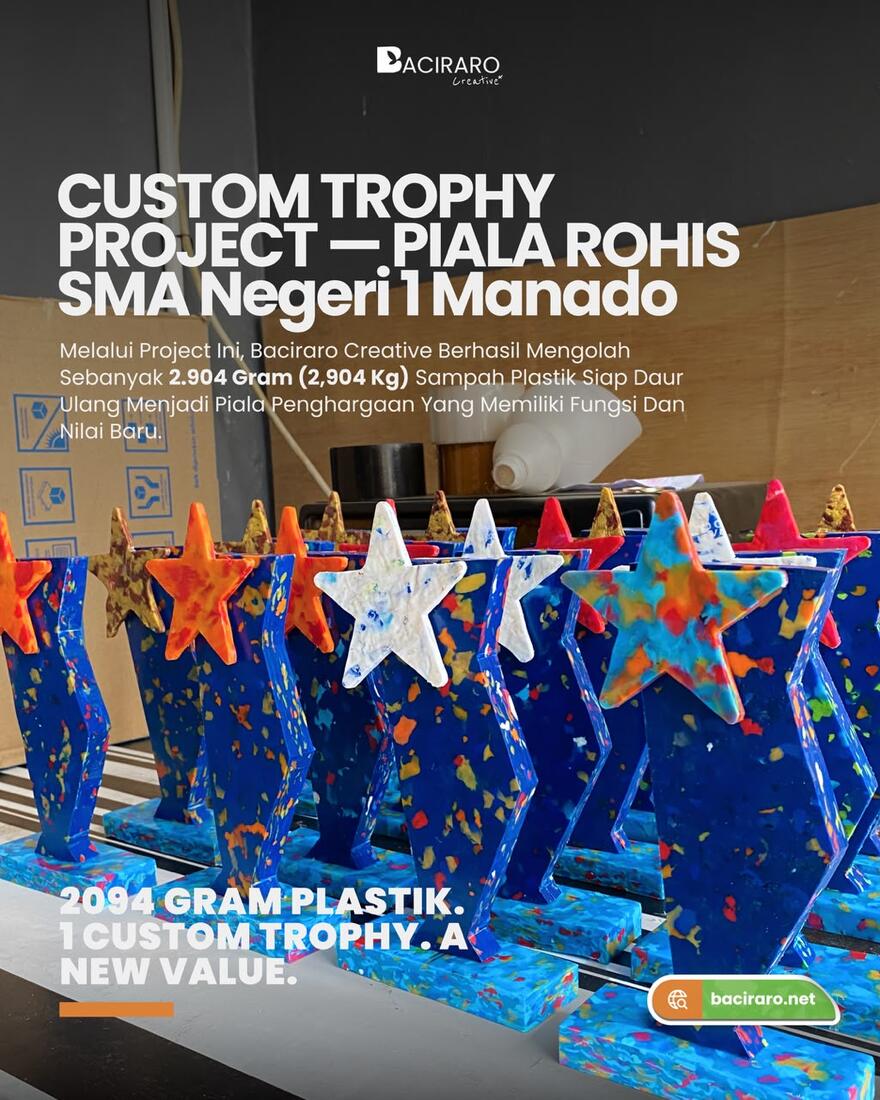 BACIRARO
Creative
CUSTOM TROPHY
PROJECT — PIALA ROHIS
SMA Negeri 1 Manado
Melalui Project Ini, Baciraro Creative Berhasil Mengolah
Sebanyak 2.904 Gram (2,904 Kg) Sampah Plastik Siap Daur
Ulang Menjadi Piala Penghargaan Yang Memiliki Fungsi Dan
Nilai Baru.
2094 GRAM PLASTIK.
1 CUSTOM TROPHY. A
NEW VALUE.
baciraro.net